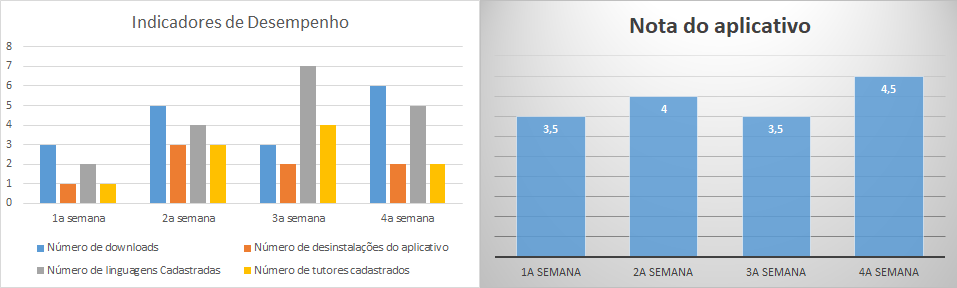 Indicadores de Desempenho
8
7
6
5
4
3
2
1
0
1a semana 2a semana 3a semana 4a semana
Número de downloads Número de desinstalações do aplicativo
Número de linguagens Cadastradas Número de tutores cadastrados
Nota do aplicativo
3,5 4 3,5 4,5
1A SEMANA 2A SEMANA 3A SEMANA 4A SEMANA